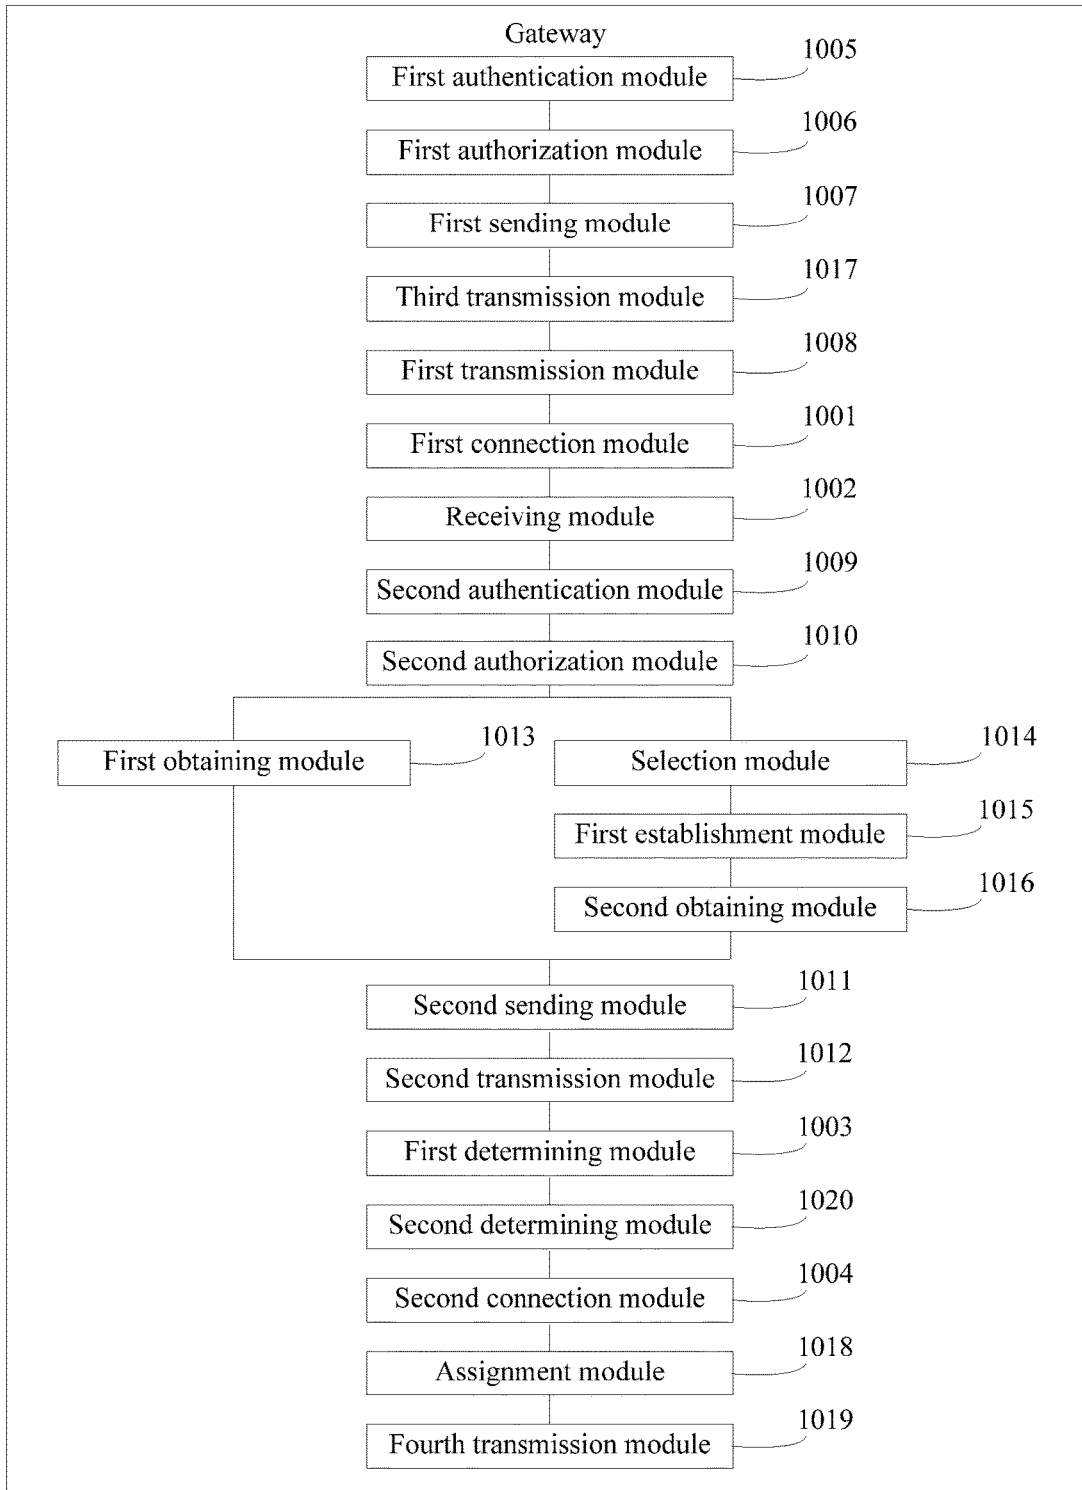 Gateway
First authentication module
1005
First authorization module
1006
First sending module
1007
Third transmission module
1017
First transmission module
1008
First connection module
1001
Receiving module
1002
Second authentication module
1009
Second authorization module
1010
First obtaining module
1013
Selection module
1014
First establishment module
1015
Second obtaining module
1016
Second sending module
1011
Second transmission module
1012
First determining module
1003
Second determining module
1020
Second connection module
1004
Assignment module
1018
Fourth transmission module
1019